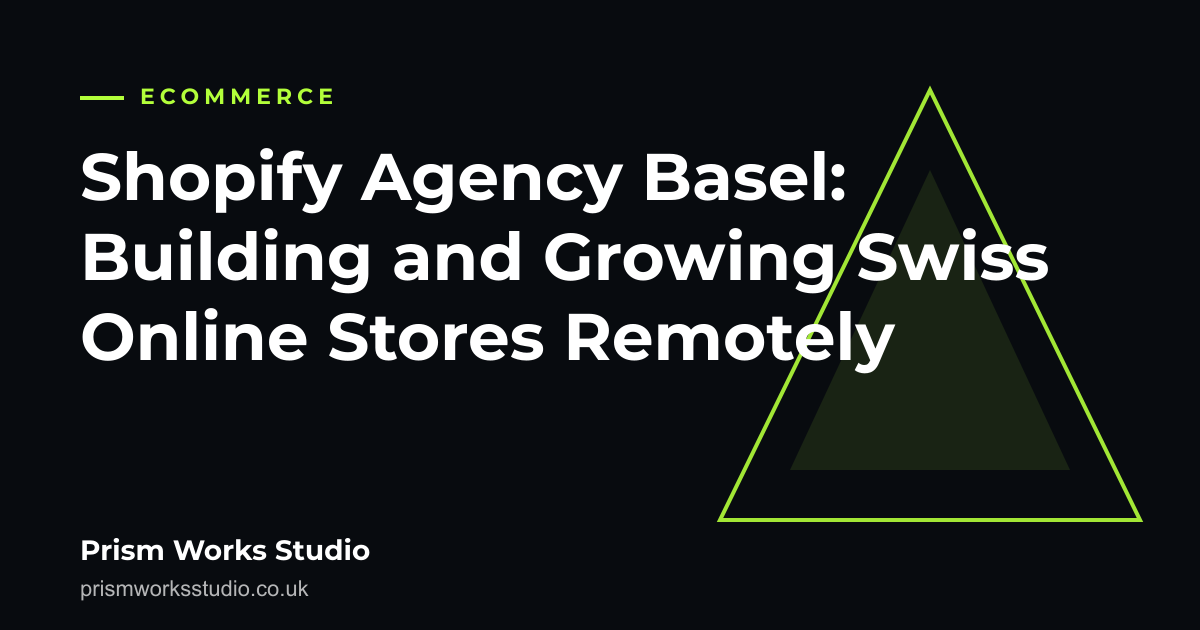 ECOMMERCE
Shopify Agency Basel:
Building and Growing Swiss
Online Stores Remotely
Prism Works Studio
prismworksstudio.co.uk